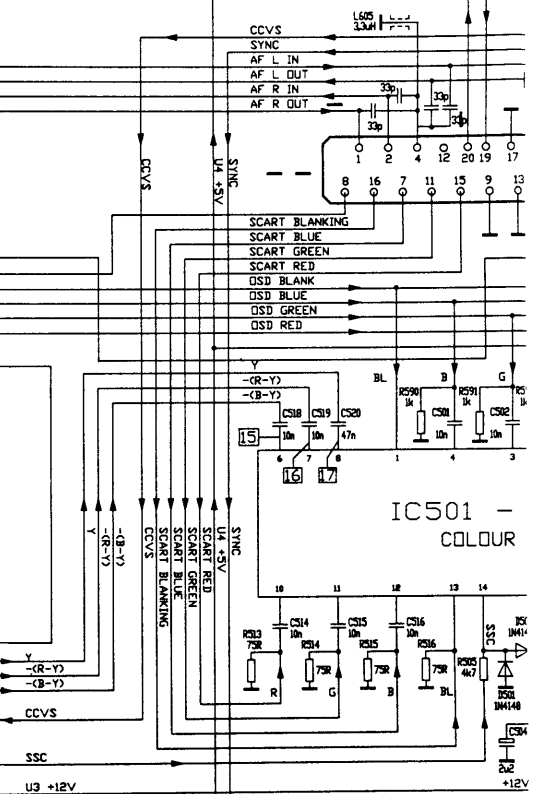 L605
3.3uH
CCVS
SYNC
AF L IN
AF L OUT
AF R IN
AF R OUT
33p
33p
33p
33p
1 2 4 12 20 19 17
8 16 7 11 15 9 13
CCVS
U4 +5V
SYNC
SCART BLANKING
SCART BLUE
SCART GREEN
SCART RED
OSD BLANK
OSD BLUE
OSD GREEN
OSD RED
Y
-(R-Y)
-(B-Y)
BL
B
G
R590
1k
C501
10n
R591
1k
C502
10n
C518
10n
C519
10n
C520
47n
15
16
17
6 7 8 1 4 3
IC501 -
COLOUR
Y
-(R-Y)
-(B-Y)
CCVS
SCART BLANKING
SCART BLUE
SCART GREEN
SCART RED
U4 +5V
SYNC
10 11 12 13 14
C514
10n
C515
10n
C516
10n
SSC
R513
75R
R514
75R
R515
75R
R516
75R
R505
4k7
D501
1N4148
1N414
R
G
B
BL
C504
2u2
Y
-(R-Y)
-(B-Y)
CCVS
SSC
U3 +12V
+12V